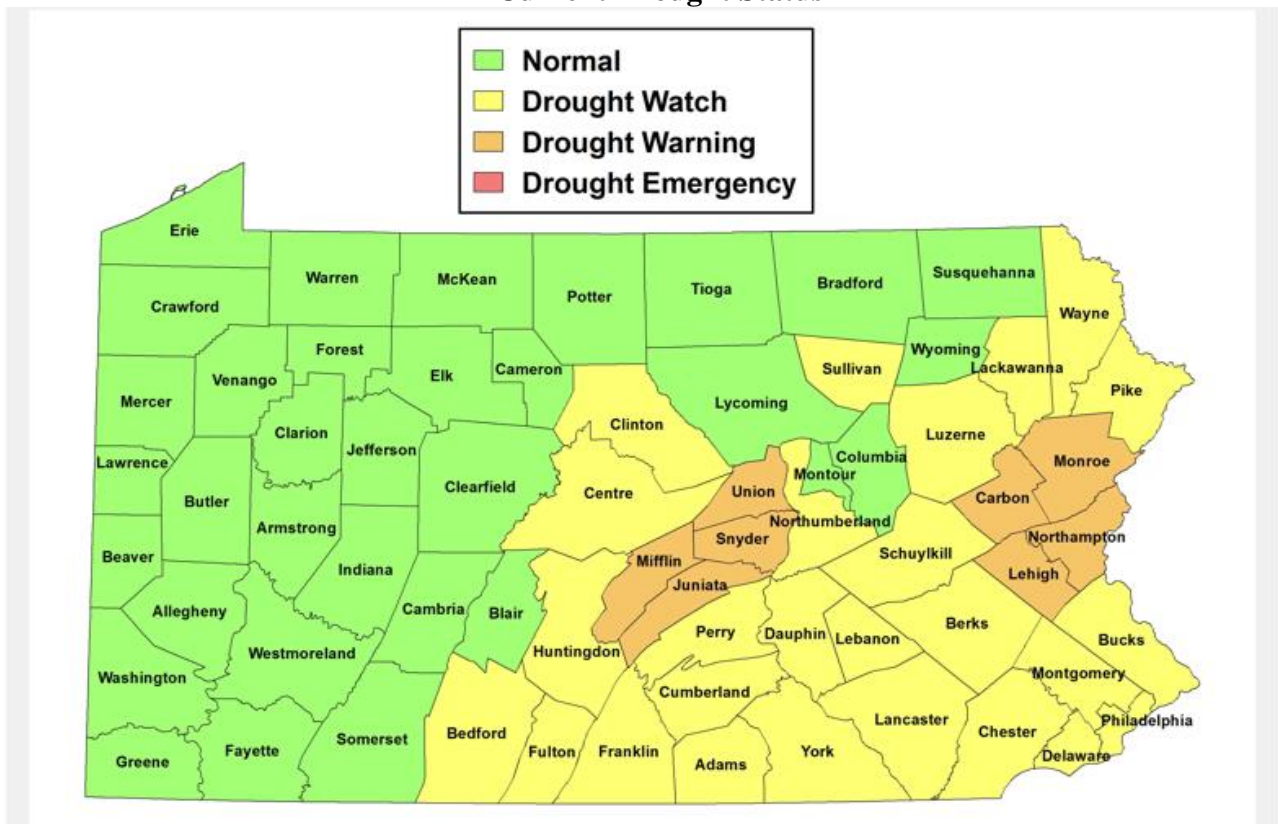 Normal
Drought Watch
Drought Warning
Drought Emergency
Erie
Warren
McKean
Potter
Tioga
Bradford
Susquehanna
Wayne
Crawford
Forest
Elk
Cameron
Sullivan
Wyoming
Lackawanna
Pike
Mercer
Venango
Clarion
Jefferson
Clinton
Lycoming
Columbia
Luzerne
Monroe
Lawrence
Butler
Armstrong
Clearfield
Centre
Union
Montour
Northumberland
Carbon
Beaver
Indiana
Mifflin
Snyder
Schuylkill
Northampton
Allegheny
Cambria
Blair
Juniata
Lehigh
Washington
Westmoreland
Huntingdon
Perry
Dauphin
Lebanon
Berks
Bucks
Cumberland
Montgomery
Greene
Fayette
Somerset
Bedford
Fulton
Franklin
Adams
York
Lancaster
Chester
Delaware
Philadelphia